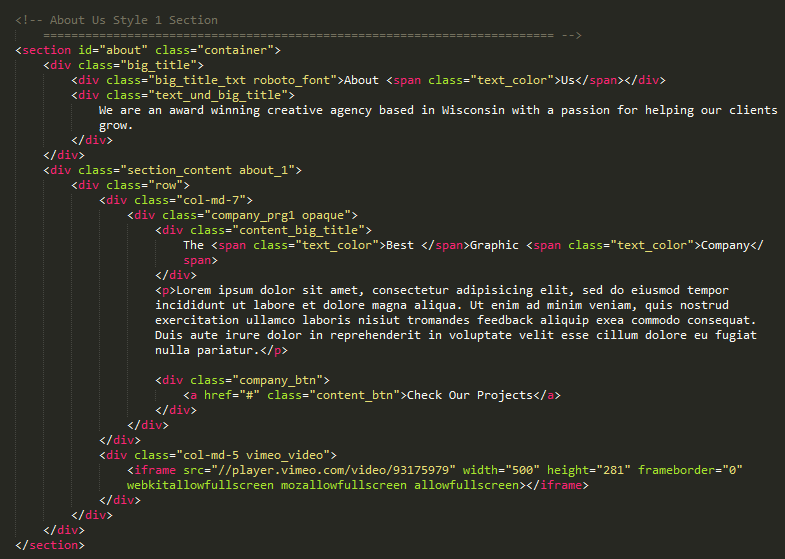 <!-- About Us Style 1 Section
========================================================================= -->
<section id="about" class="container">
<div class="big_title">
<div class="big_title_txt roboto_font">About <span class="text_color">Us</span></div>
<div class="text_und_big_title">
We are an award winning creative agency based in Wisconsin with a passion for helping our clients
grow.
</div>
</div>
<div class="section_content about_1">
<div class="row">
<div class="col-md-7">
<div class="company_prg1 opaque">
<div class="content_big_title">
The <span class="text_color">Best </span>Graphic <span class="text_color">Company</
span>
</div>
<p>Lorem ipsum dolor sit amet, consectetur adipisicing elit, sed do eiusmod tempor
incididunt ut labore et dolore magna aliqua. Ut enim ad minim veniam, quis nostrud
exercitation ullamco laboris nisiut tromandes feedback aliquip exea commodo consequat.
Duis aute irure dolor in reprehenderit in voluptate velit esse cillum dolore eu fugiat
nulla pariatur.</p>
<div class="company_btn">
<a href="#" class="content_btn">Check Our Projects</a>
</div>
</div>
</div>
<div class="col-md-5 vimeo_video">
<iframe src="//player.vimeo.com/video/93175979" width="500" height="281" frameborder="0"
webkitallowfullscreen mozallowfullscreen allowfullscreen></iframe>
</div>
</div>
</div>
</section>